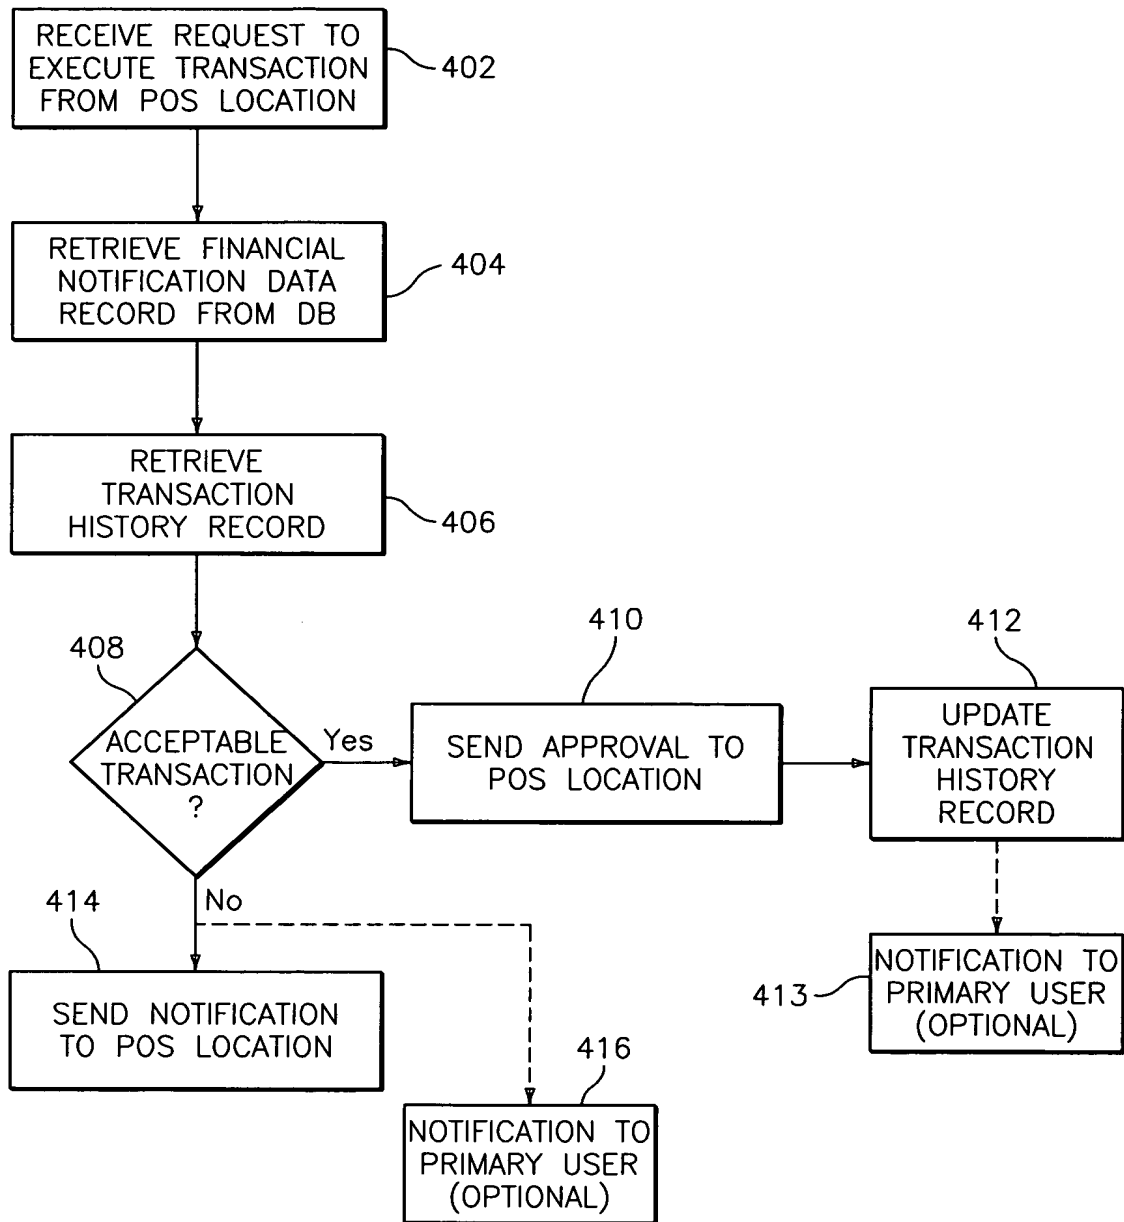 RECEIVE REQUEST TO
EXECUTE TRANSACTION
FROM POS LOCATION
402
RETRIEVE FINANCIAL
NOTIFICATION DATA
RECORD FROM DB
404
RETRIEVE
TRANSACTION
HISTORY RECORD
406
408
ACCEPTABLE
TRANSACTION
?
Yes
410
SEND APPROVAL TO
POS LOCATION
412
UPDATE
TRANSACTION
HISTORY
RECORD
No
414
SEND NOTIFICATION
TO POS LOCATION
413
NOTIFICATION TO
PRIMARY USER
(OPTIONAL)
416
NOTIFICATION TO
PRIMARY USER
(OPTIONAL)